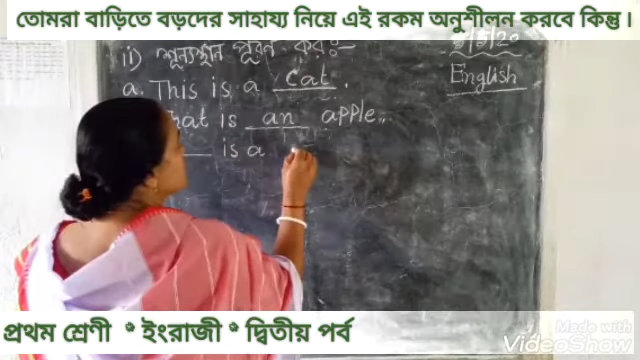 তোমরা বাড়িতে বড়দের সাহায্য নিয়ে এই রকম অনুশীলন করবে কিন্তু।
ii) শূন্যস্থান পূরণ কর:-
English
a. This is a Cat.
is an apple.
is a
প্রথম শ্রেণী * ইংরাজী * দ্বিতীয় পর্ব
Made with
VideoShow